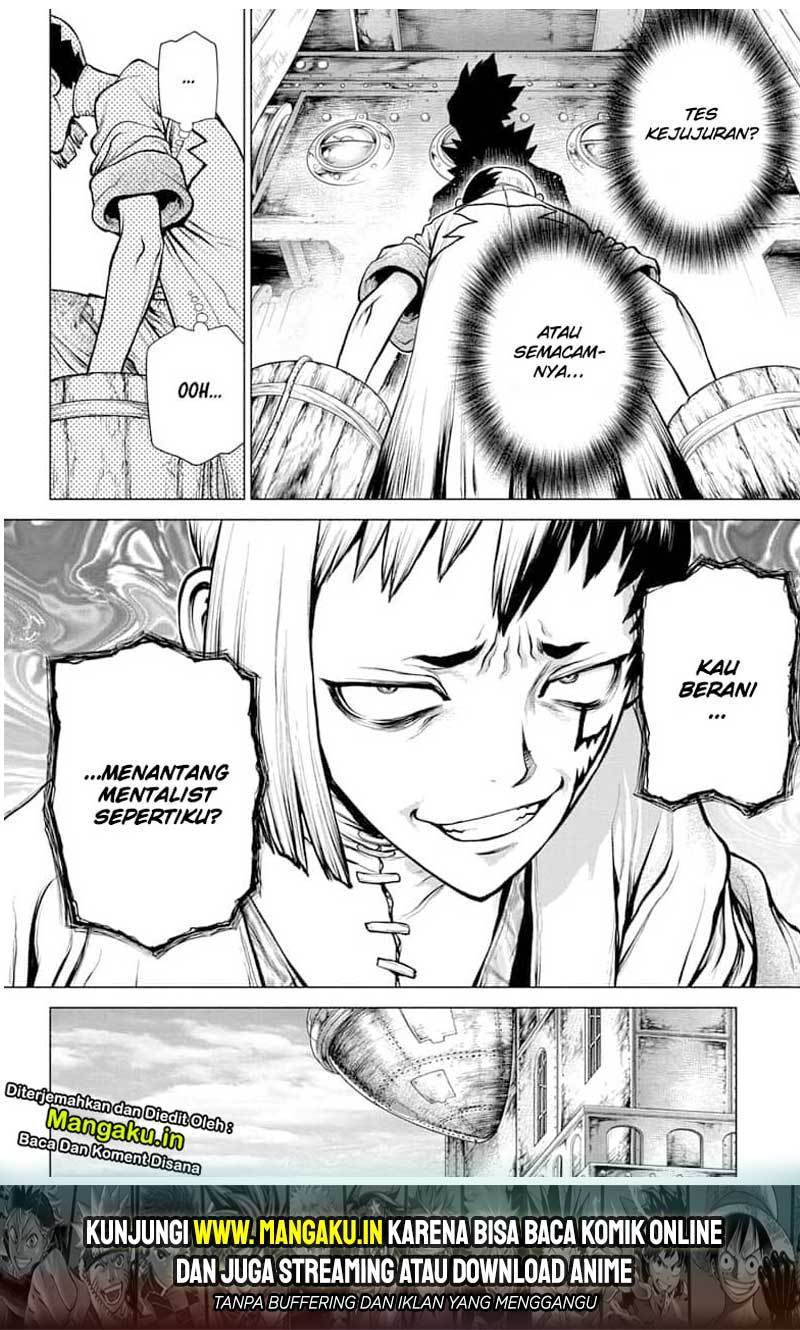 TES
KEJUJURAN?
ATAU
SEMACAM-
NYA...
...
OOH...
KAU
BERANI
...
...MENANTANG
MENTALIST
SEPERTIKU?
Diterjemahkan dan Diedit Oleh :
Mangaku.in
Baca Dan Koment Disana
KUNJUNGI WWW. MANGAKU.IN KARENA BISA BACA KOMIK ONLINE
DAN JUGA STREAMING ATAU DOWNLOAD ANIME
TANPA BUFFERING DAN IKLAN YANG MENGGANGU